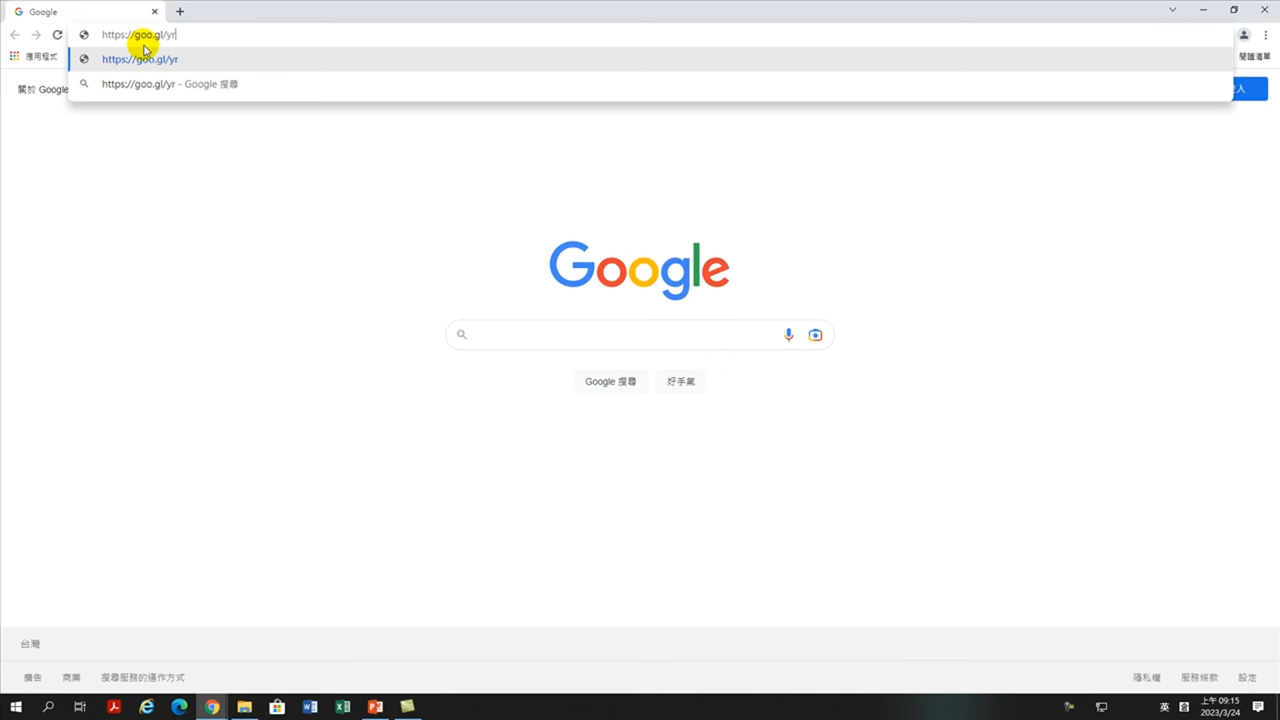 Google
https://goo.gl/yr
應用程式
https://goo.gl/yr
閱讀清單
https://goo.gl/yr - Google 搜尋
關於 Google
人
Google
Google 搜尋
好手氣
台灣
廣告
商業
搜尋服務的運作方式
隱私權
服務條款
設定
英
上午 09:15
2023/3/24